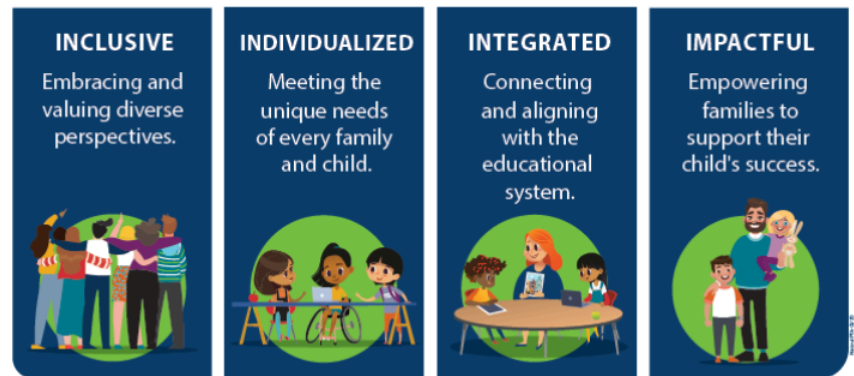 INCLUSIVE
Embracing and
valuing diverse
perspectives.
INDIVIDUALIZED
Meeting the
unique needs
of every family
and child.
INTEGRATED
Connecting
and aligning
with the
educational
system.
IMPACTFUL
Empowering
families to
support their
child's success.